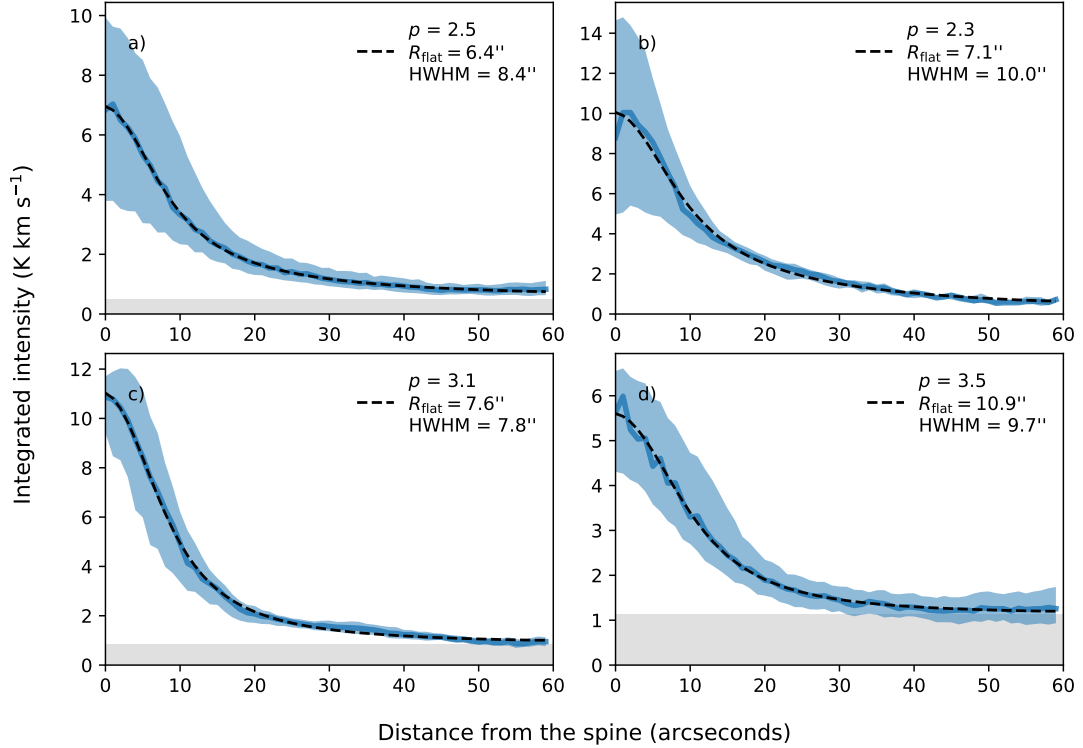 a)
p = 2.5
R_flat = 6.4''
HWHM = 8.4''
10
8
6
4
2
0
0 10 20 30 40 50 60
b)
p = 2.3
R_flat = 7.1''
HWHM = 10.0''
14
12
10
8
6
4
2
0
0 10 20 30 40 50 60
Integrated intensity (K km s⁻¹)
c)
p = 3.1
R_flat = 7.6''
HWHM = 7.8''
12
10
8
6
4
2
0
0 10 20 30 40 50 60
d)
p = 3.5
R_flat = 10.9''
HWHM = 9.7''
6
5
4
3
2
1
0
0 10 20 30 40 50 60
Distance from the spine (arcseconds)